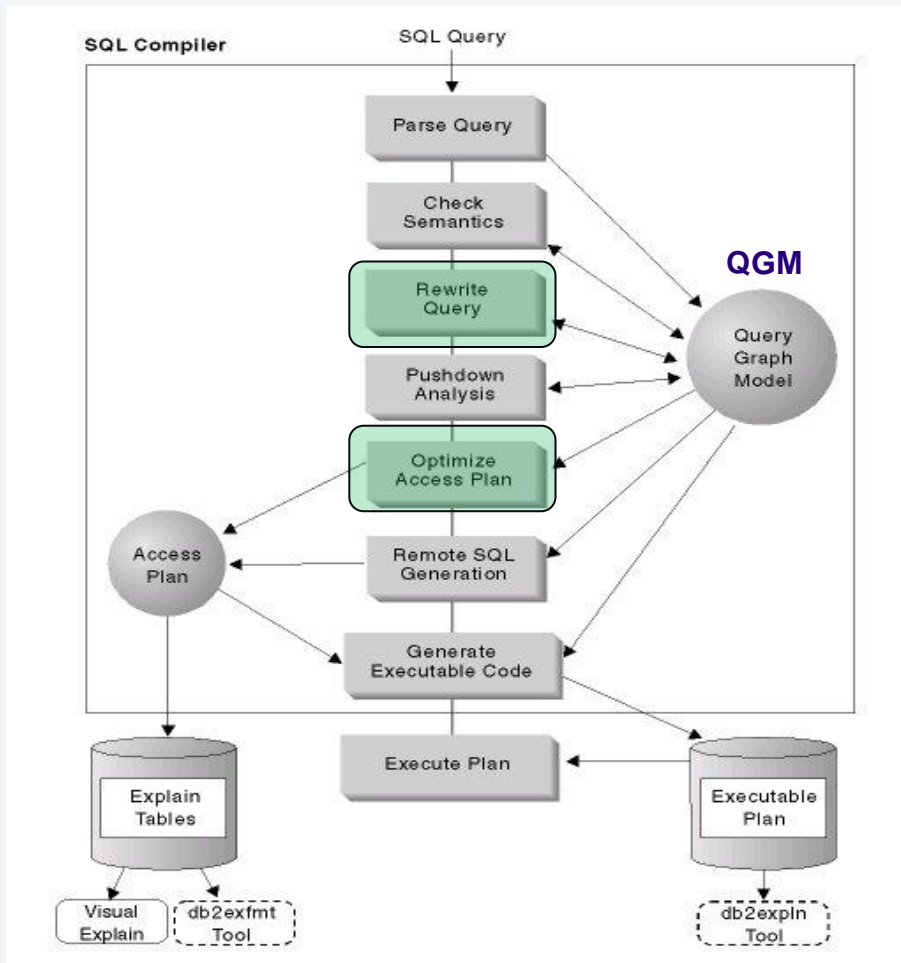 SQL Compiler
SQL Query
Parse Query
Check
Semantics
QGM
Rewrite
Query
Query
Graph
Model
Pushdown
Analysis
Optimize
Access Plan
Access
Plan
Remote SQL
Generation
Generate
Executable Code
Execute Plan
Explain
Tables
Executable
Plan
Visual
Explain
db2exfmt
Tool
db2expln
Tool